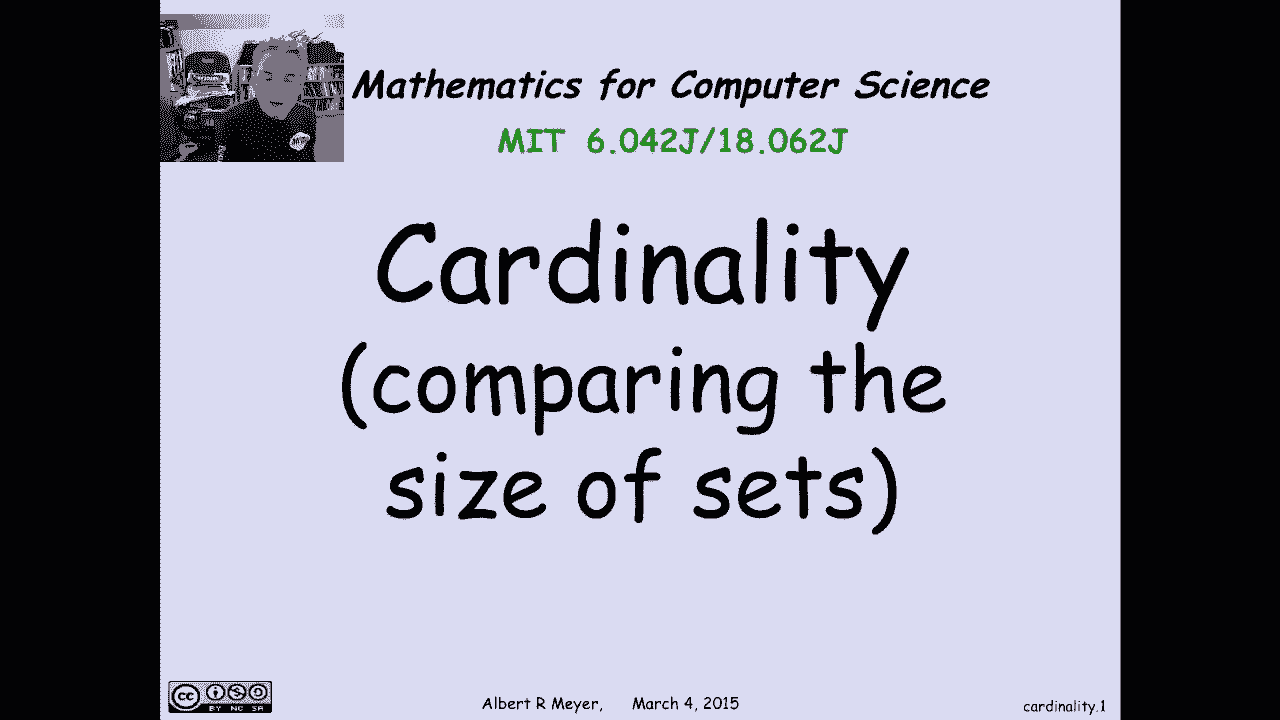 Mathematics for Computer Science
MIT 6.042J/18.062J
Cardinality
(comparing the
size of sets)
cc
BY NC SA
Albert R Meyer, March 4, 2015
cardinality.1